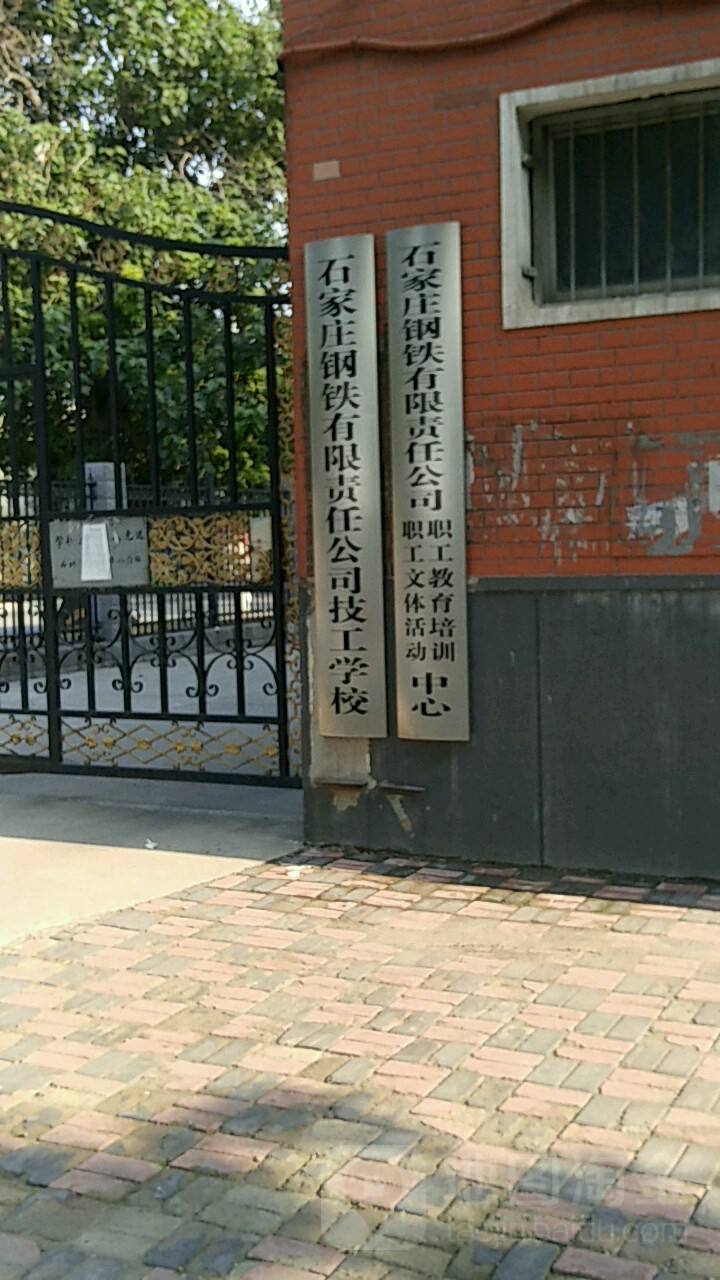 石家庄钢铁有限责任公司技工学校
石家庄钢铁有限责任公司
职工教育培训
职工文体活动
中心